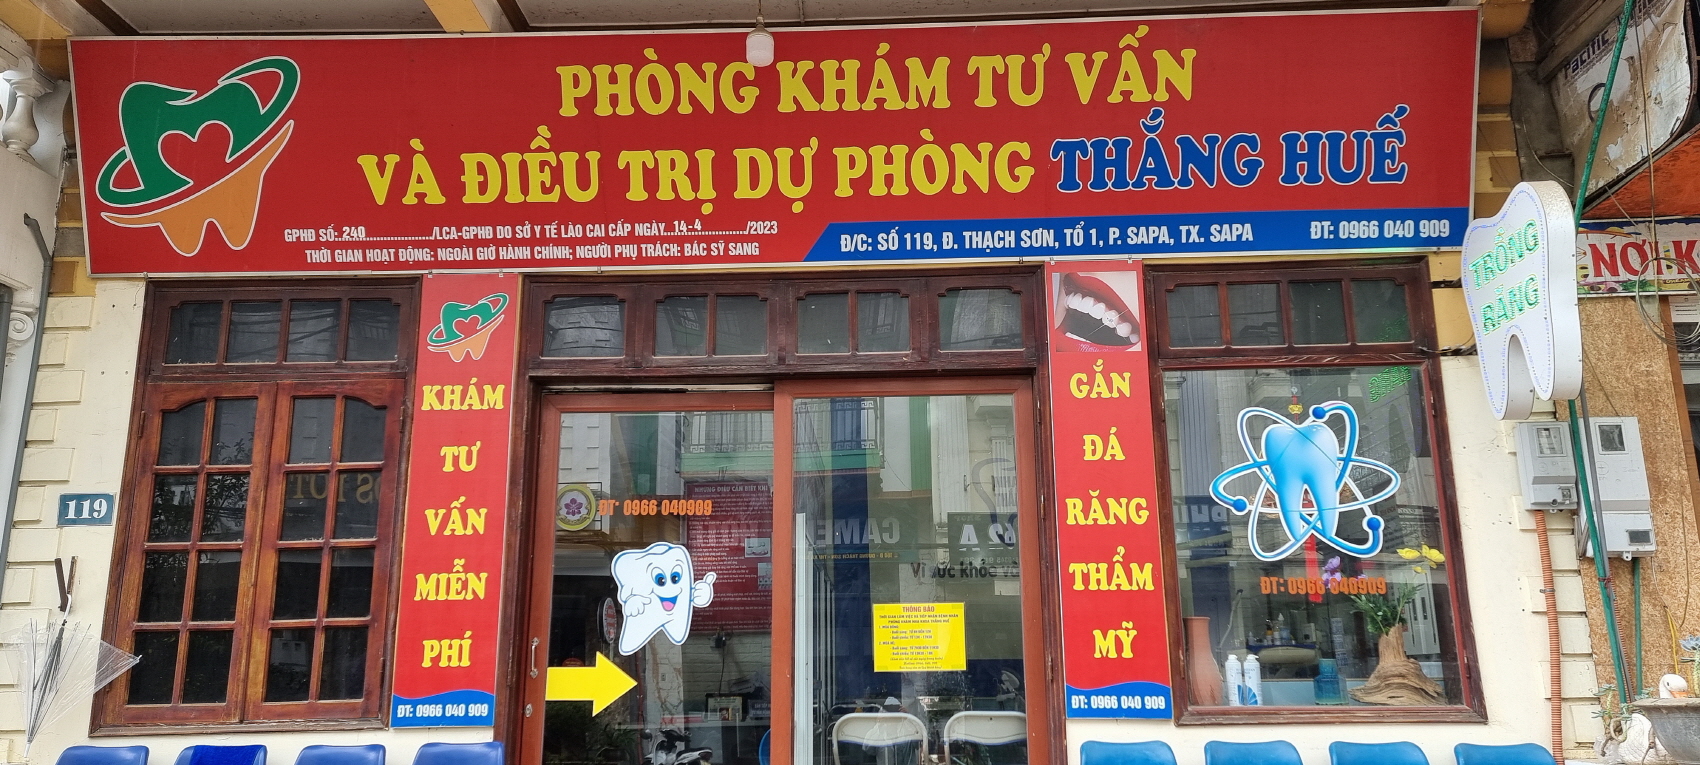 PHÒNG KHÁM TƯ VẤN
VÀ ĐIỀU TRỊ DỰ PHÒNG THẮNG HUẾ
GPHĐ SỐ: 240 /LCA-GPHĐ DO SỞ Y TẾ LÀO CAI CẤP NGÀY 14-4 /2023
THỜI GIAN HOẠT ĐỘNG: NGOÀI GIỜ HÀNH CHÍNH; NGƯỜI PHỤ TRÁCH: BÁC SỸ SANG
Đ/C: SỐ 119, Đ. THẠCH SƠN, TỔ 1, P. SAPA, TX. SAPA ĐT: 0966 040 909
TRỒNG
RĂNG
NƠI
119
KHÁM
TƯ
VẤN
MIỄN
PHÍ
ĐT: 0966 040 909
ĐT: 0966 040909
THÔNG BÁO
GẮN
ĐÁ
RĂNG
THẨM
MỸ
ĐT: 0966 040 909
ĐT: 0966 040909